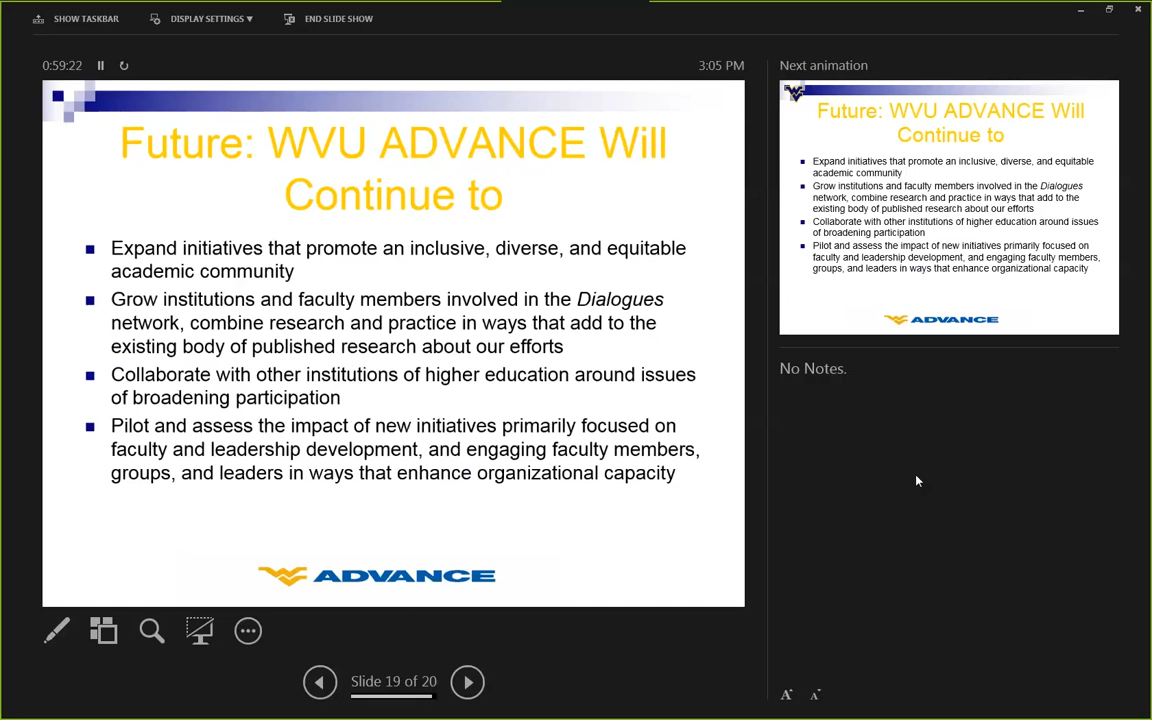 SHOW TASKBAR DISPLAY SETTINGS ▼ END SLIDE SHOW
0:59:22 3:05 PM
Future: WVU ADVANCE Will
Continue to
Expand initiatives that promote an inclusive, diverse, and equitable
academic community
Grow institutions and faculty members involved in the Dialogues
network, combine research and practice in ways that add to the
existing body of published research about our efforts
Collaborate with other institutions of higher education around issues
of broadening participation
Pilot and assess the impact of new initiatives primarily focused on
faculty and leadership development, and engaging faculty members,
groups, and leaders in ways that enhance organizational capacity
ADVANCE
Slide 19 of 20
Next animation
Future: WVU ADVANCE Will
Continue to
Expand initiatives that promote an inclusive, diverse, and equitable
academic community
Grow institutions and faculty members involved in the Dialogues
network, combine research and practice in ways that add to the
existing body of published research about our efforts
Collaborate with other institutions of higher education around issues
of broadening participation
Pilot and assess the impact of new initiatives primarily focused on
faculty and leadership development, and engaging faculty members,
groups, and leaders in ways that enhance organizational capacity
ADVANCE
No Notes.
A A